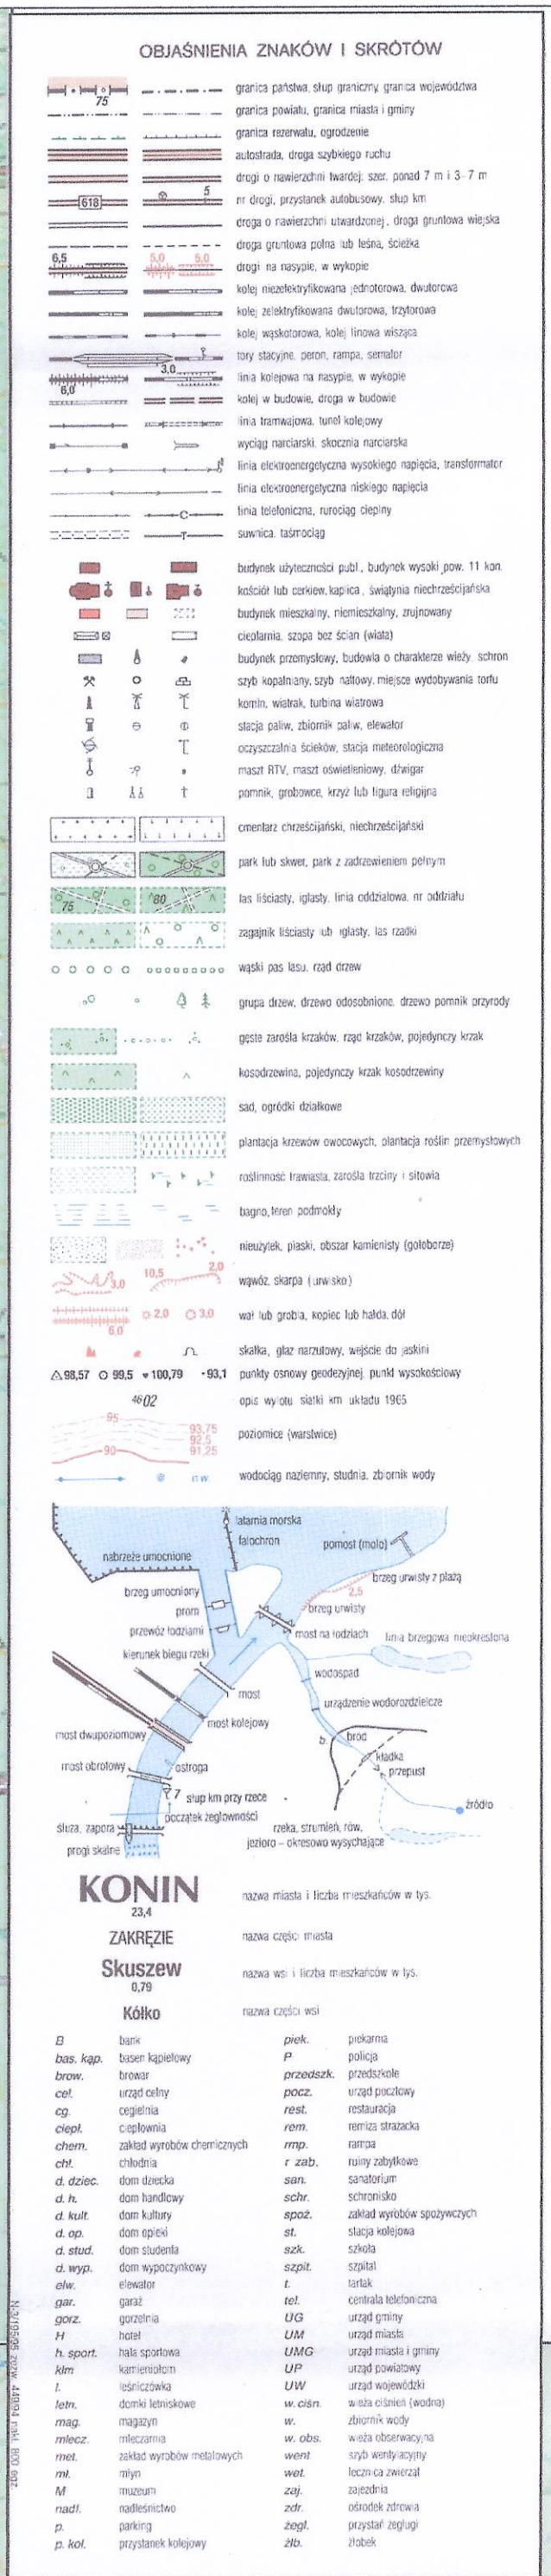 OBJAŚNIENIA ZNAKÓW I SKRÓTÓW
75
granica państwa, słup graniczny, granica województwa
granica powiatu, granica miasta i gminy
granica rezerwatu, ogrodzenie
autostrada, droga szybkiego ruchu
drogi o nawierzchni twardej: szer. ponad 7 m i 3-7 m
618 5
nr drogi, przystanek autobusowy, słup km
droga o nawierzchni utwardzonej, droga gruntowa wiejska
droga gruntowa polna lub leśna, ścieżka
6,5 5,0 5,0
drogi na nasypie, w wykopie
kolej niezelektryfikowana jednotorowa, dwutorowa
kolej zelektryfikowana dwutorowa, trzytorowa
kolej wąskotorowa, kolej linowa wisząca
tory stacyjne, peron, rampa, semafor
6,0 3,0
linia kolejowa na nasypie, w wykopie
kolej w budowie, droga w budowie
linia tramwajowa, tunel kolejowy
wyciąg narciarski, skocznia narciarska
linia elektroenergetyczna wysokiego napięcia, transformator
linia elektroenergetyczna niskiego napięcia
C
linia telefoniczna, rurociąg cieplny
T
suwnica, taśmociąg
budynek użyteczności publ., budynek wysoki pow. 11 kon.
kościół lub cerkiew, kaplica, świątynia niechrześcijańska
budynek mieszkalny, niemieszkalny, zrujnowany
cieplarnia, szopa bez ścian (wiata)
budynek przemysłowy, budowla o charakterze wieży, schron
szyb kopalniany, szyb naftowy, miejsce wydobywania torfu
komin, wiatrak, turbina wiatrowa
stacja paliw, zbiornik paliw, elewator
oczyszczalnia ścieków, stacja meteorologiczna
maszt RTV, maszt oświetleniowy, dźwigar
pomnik, grobowce, krzyż lub figura religijna
cmentarz chrześcijański, niechrześcijański
park lub skwer, park z zadrzewieniem pełnym
75 80
las liściasty, iglasty, linia oddziałowa, nr oddziału
zagajnik liściasty lub iglasty, las rzadki
wąski pas lasu, rząd drzew
grupa drzew, drzewo odosobnione, drzewo pomnik przyrody
gęste zarośla krzaków, rząd krzaków, pojedynczy krzak
kosodrzewina, pojedynczy krzak kosodrzewiny
sad, ogródki działkowe
plantacja krzewów owocowych, plantacja roślin przemysłowych
roślinność trawiasta, zarośla trzciny i sitowia
bagno, teren podmokły
nieużytek, piaski, obszar kamienisty (gołoborze)
3,0 10,5 2,0
wąwóz, skarpa (urwisko)
6,0 2,0 3,0
wał lub grobla, kopiec lub hałda, dół
skałka, głaz narzutowy, wejście do jaskini
98,57 99,5 100,79 93,1 punkty osnowy geodezyjnej, punkt wysokościowy
4602
opis wylotu siatki km układu 1965
95 93,75
92,5
90 91,25
poziomice (warstwice)
n w.
wodociąg naziemny, studnia, zbiornik wody
latarnia morska
falochron
pomost (molo)
nabrzeże umocnione
brzeg urwisty z plażą
2,5
brzeg umocniony
prom
brzeg urwisty
przewóz łodziami
most na łodziach
linia brzegowa nieokreślona
kierunek biegu rzeki
wodospad
most
urządzenie wodorozdzielcze
most kolejowy
most dwupoziomowy
b. bród
kładka
przepust
most obrotowy
ostroga
7 słup km przy rzece
źródło
początek żeglowności
śluza, zapora
rzeka, strumień, rów,
jezioro – okresowo wysychające
progi skalne
KONIN
23,4
nazwa miasta i liczba mieszkańców w tys.
ZAKRĘZIE
nazwa części miasta
Skuszew
0,79
nazwa wsi i liczba mieszkańców w tys.
Kółko
nazwa części wsi
B bank
bas. kąp. basen kąpielowy
brow. browar
cel. urząd celny
cg. cegielnia
ciepł. ciepłownia
chem. zakład wyrobów chemicznych
chł. chłodnia
d. dziec. dom dziecka
d. h. dom handlowy
d. kult. dom kultury
d. op. dom opieki
d. stud. dom studenta
d. wyp. dom wypoczynkowy
elw. elewator
gar. garaż
gorz. gorzelnia
H hotel
h. sport. hala sportowa
kłm kamieniołom
l. leśniczówka
letn. domki letniskowe
mag. magazyn
mlecz. mleczarnia
met. zakład wyrobów metalowych
mł. młyn
M muzeum
nadl. nadleśnictwo
p. parking
p. kol. przystanek kolejowy
piek. piekarnia
P policja
przedszk. przedszkole
pocz. urząd pocztowy
rest. restauracja
rem. remiza strażacka
rmp. rampa
r zab. ruiny zabytkowe
san. sanatorium
schr. schronisko
spoż. zakład wyrobów spożywczych
st. stacja kolejowa
szk. szkoła
szpit. szpital
t. tartak
tel. centrala telefoniczna
UG urząd gminy
UM urząd miasta
UMG urząd miasta i gminy
UP urząd powiatowy
UW urząd wojewódzki
w. ciśn. wieża ciśnień (wodna)
w. zbiornik wody
w. obs. wieża obserwacyjna
went. szyb wentylacyjny
wet. lecznica zwierząt
zaj. zajezdnia
zdr. ośrodek zdrowia
żegl. przystań żeglugi
żłb. żłobek
N-3/195/95 zezw. 449/94 nakł. 800 egz.